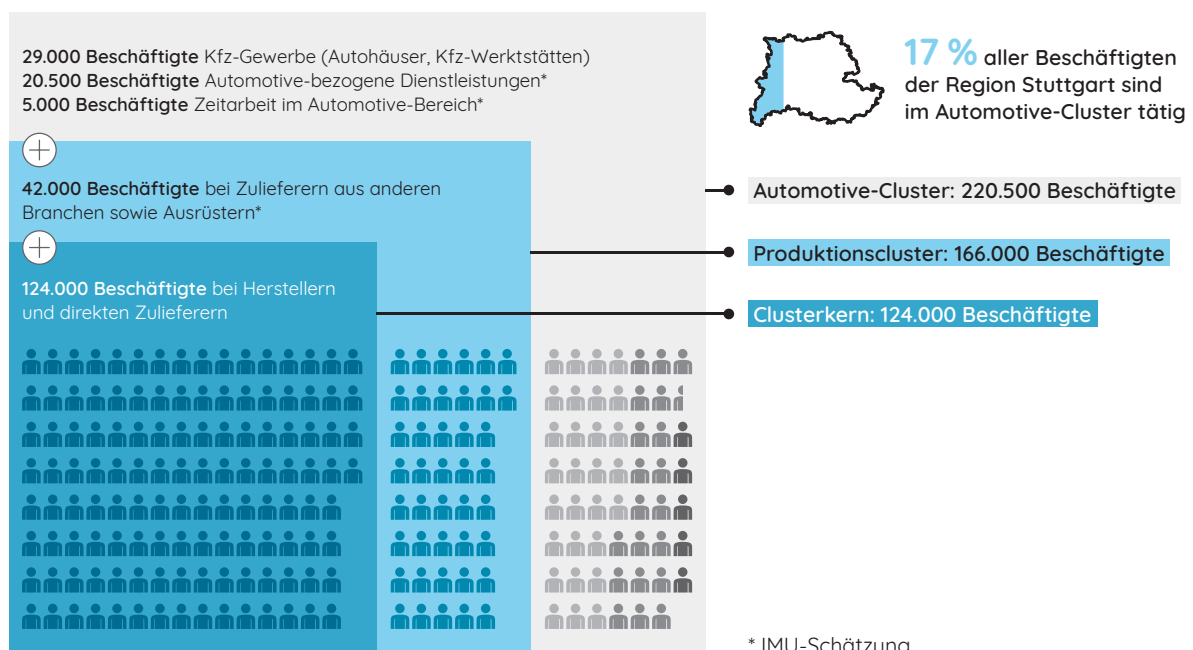 29.000 Beschäftigte Kfz-Gewerbe (Autohäuser, Kfz-Werkstätten)
20.500 Beschäftigte Automotive-bezogene Dienstleistungen*
5.000 Beschäftigte Zeitarbeit im Automotive-Bereich*
42.000 Beschäftigte bei Zulieferern aus anderen
Branchen sowie Ausrüstern*
124.000 Beschäftigte bei Herstellern
und direkten Zulieferern
17 % aller Beschäftigten
der Region Stuttgart sind
im Automotive-Cluster tätig
Automotive-Cluster: 220.500 Beschäftigte
Produktionscluster: 166.000 Beschäftigte
Clusterkern: 124.000 Beschäftigte
* IMU-Schätzung